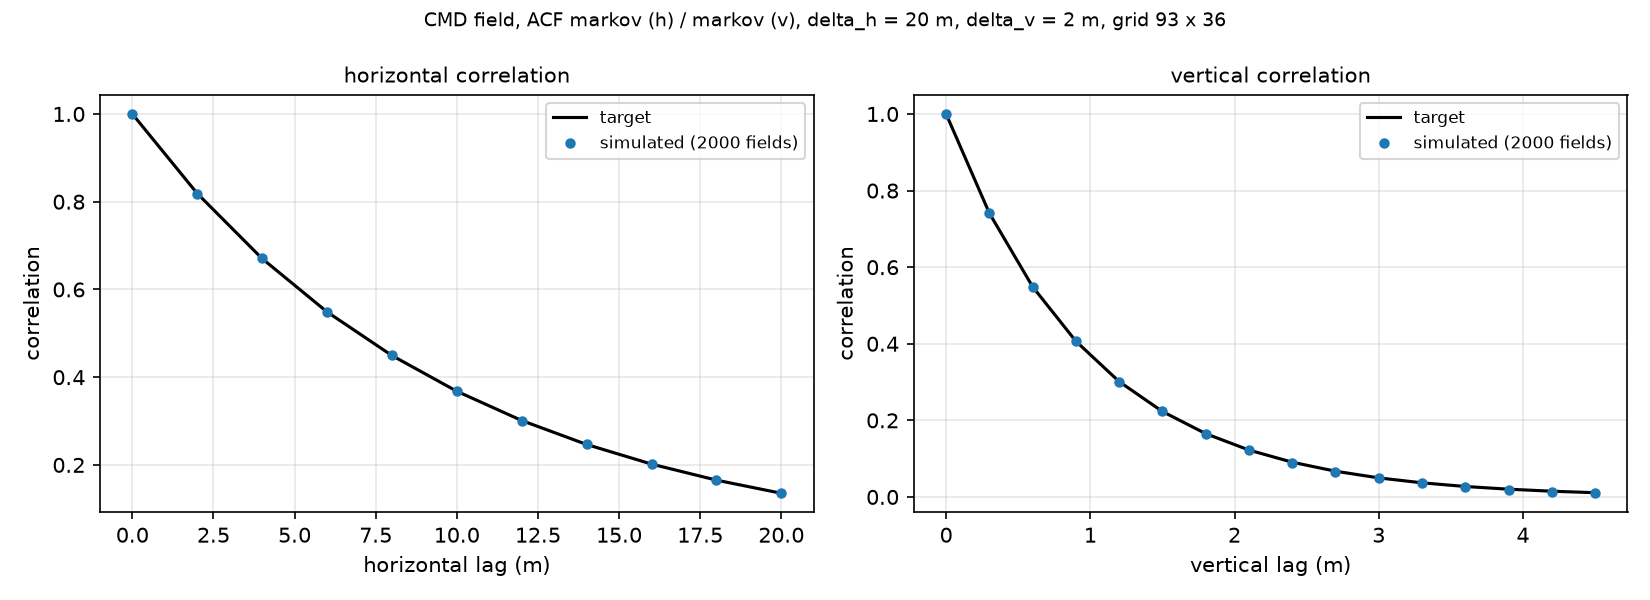 CMD field, ACF markov (h) / markov (v), delta_h = 20 m, delta_v = 2 m, grid 93 x 36
horizontal correlation
correlation
1.0
0.8
0.6
0.4
0.2
target
simulated (2000 fields)
0.0 2.5 5.0 7.5 10.0 12.5 15.0 17.5 20.0
horizontal lag (m)
vertical correlation
correlation
1.0
0.8
0.6
0.4
0.2
0.0
target
simulated (2000 fields)
0 1 2 3 4
vertical lag (m)